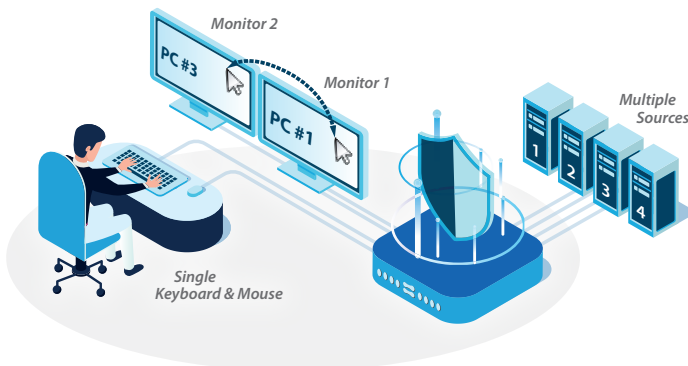 Monitor 2
PC #3
Monitor 1
PC #1
Multiple
Sources
1
2
3
4
Single
Keyboard & Mouse